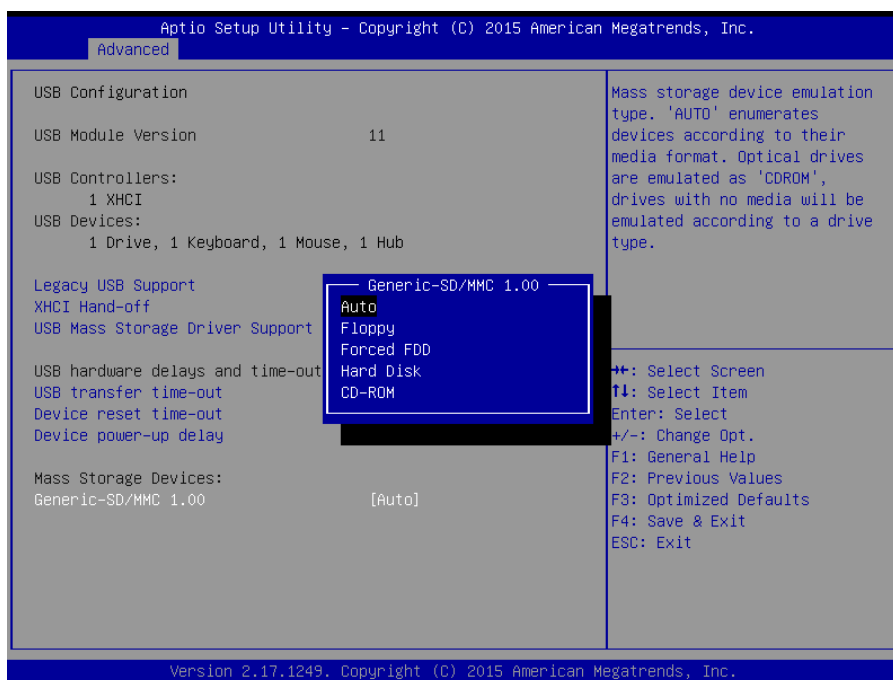 Aptio Setup Utility – Copyright (C) 2015 American Megatrends, Inc.
Advanced
USB Configuration
USB Module Version 11
USB Controllers:
1 XHCI
USB Devices:
1 Drive, 1 Keyboard, 1 Mouse, 1 Hub
Legacy USB Support
XHCI Hand-off
USB Mass Storage Driver Support
USB hardware delays and time-out
USB transfer time-out
Device reset time-out
Device power-up delay
Mass Storage Devices:
Generic-SD/MMC 1.00 [Auto]
Generic-SD/MMC 1.00
Auto
Floppy
Forced FDD
Hard Disk
CD-ROM
Mass storage device emulation
type. 'AUTO' enumerates
devices according to their
media format. Optical drives
are emulated as 'CDROM',
drives with no media will be
emulated according to a drive
type.
→←: Select Screen
↑↓: Select Item
Enter: Select
+/-: Change Opt.
F1: General Help
F2: Previous Values
F3: Optimized Defaults
F4: Save & Exit
ESC: Exit
Version 2.17.1249. Copyright (C) 2015 American Megatrends, Inc.